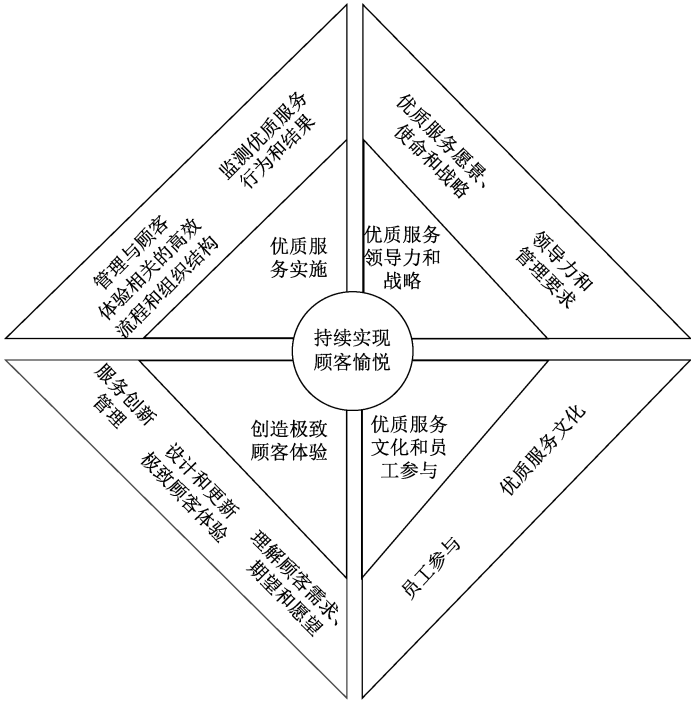 监测优质服务
行为和结果
管理与顾客
体验相关的高效
流程和组织结构
优质服
务实施
优质服务愿景、
使命和战略
领导力和
管理要求
优质服务
领导力和
战略
持续实现
顾客愉悦
服务创新
管理
设计和更新
极致顾客体验
理解顾客需求、
期望和愿望
创造极致
顾客体验
优质服务
文化和员
工参与
优质服务文化
员工参与